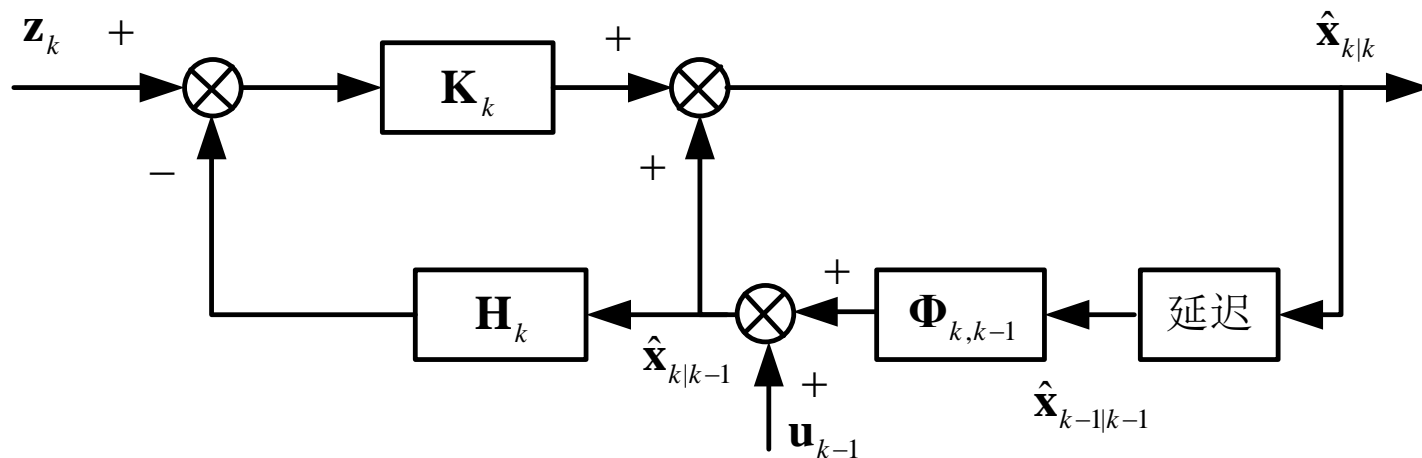 𝐳_k + + 𝐱̂_{k|k}
𝐊_k
− +
𝐇_k + 𝚽_{k,k−1} 延迟
𝐱̂_{k|k−1} + 𝐱̂_{k−1|k−1}
𝐮_{k−1}